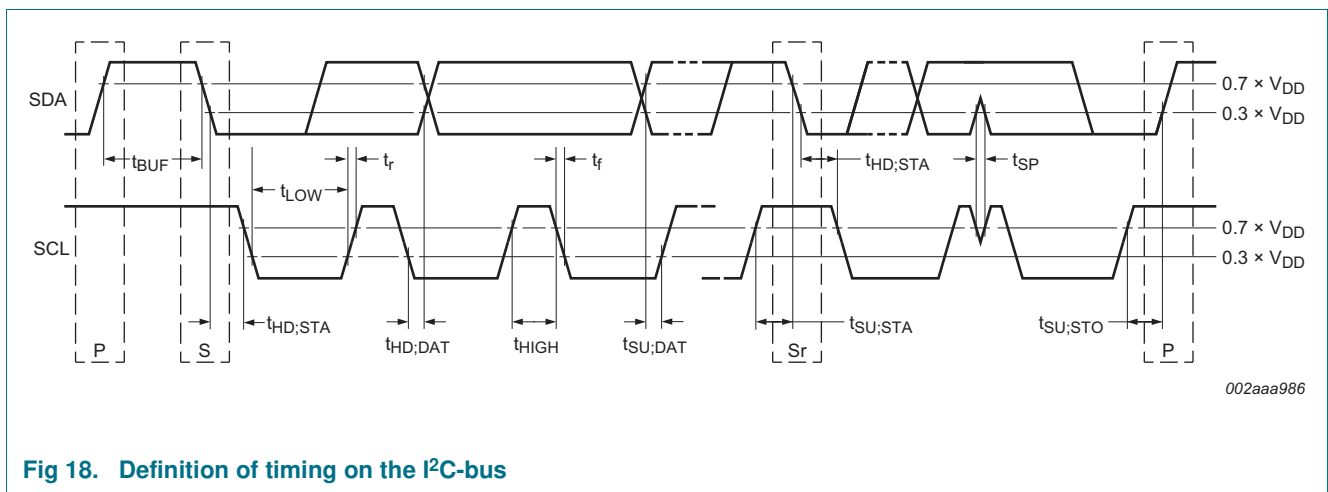 SDA
0.7 × VDD
0.3 × VDD
tBUF
tLOW
tr
tf
tHD;STA
tSP
SCL
0.7 × VDD
0.3 × VDD
tHD;STA
tHD;DAT
tHIGH
tSU;DAT
tSU;STA
tSU;STO
P
S
Sr
P
002aaa986
Fig 18. Definition of timing on the I²C-bus